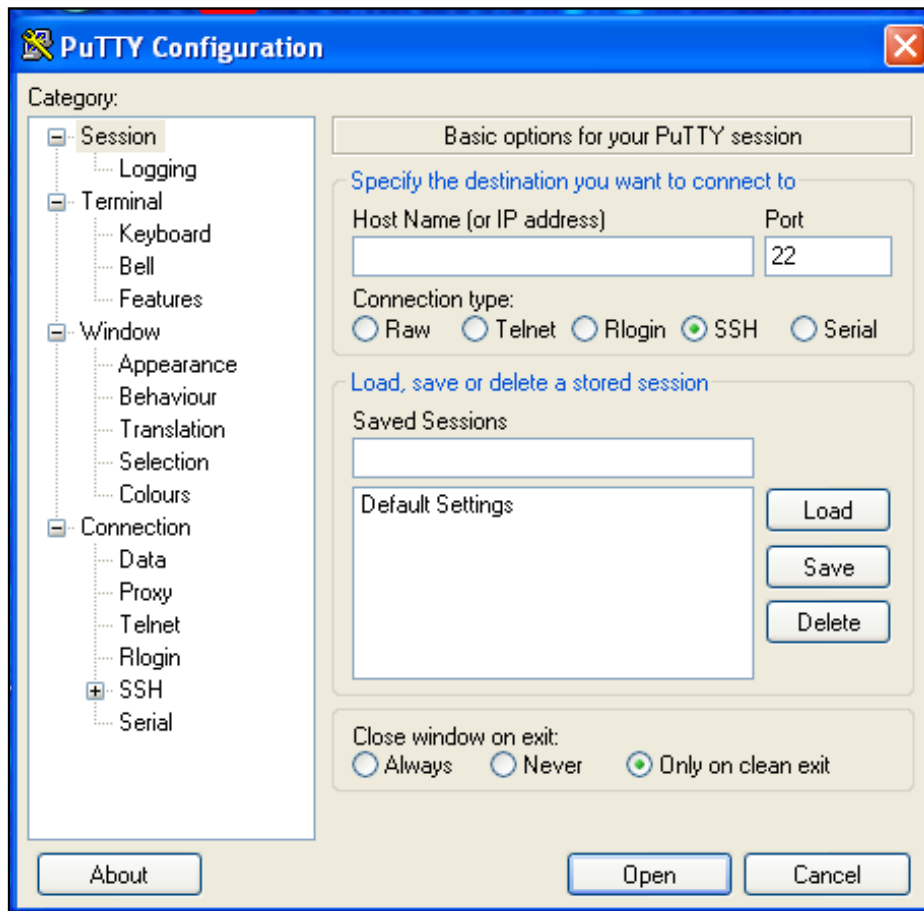 PuTTY Configuration
Category:
Session
Logging
Terminal
Keyboard
Bell
Features
Window
Appearance
Behaviour
Translation
Selection
Colours
Connection
Data
Proxy
Telnet
Rlogin
SSH
Serial
Basic options for your PuTTY session
Specify the destination you want to connect to
Host Name (or IP address) Port
22
Connection type:
Raw Telnet Rlogin SSH Serial
Load, save or delete a stored session
Saved Sessions
Default Settings
Load
Save
Delete
Close window on exit:
Always Never Only on clean exit
About Open Cancel